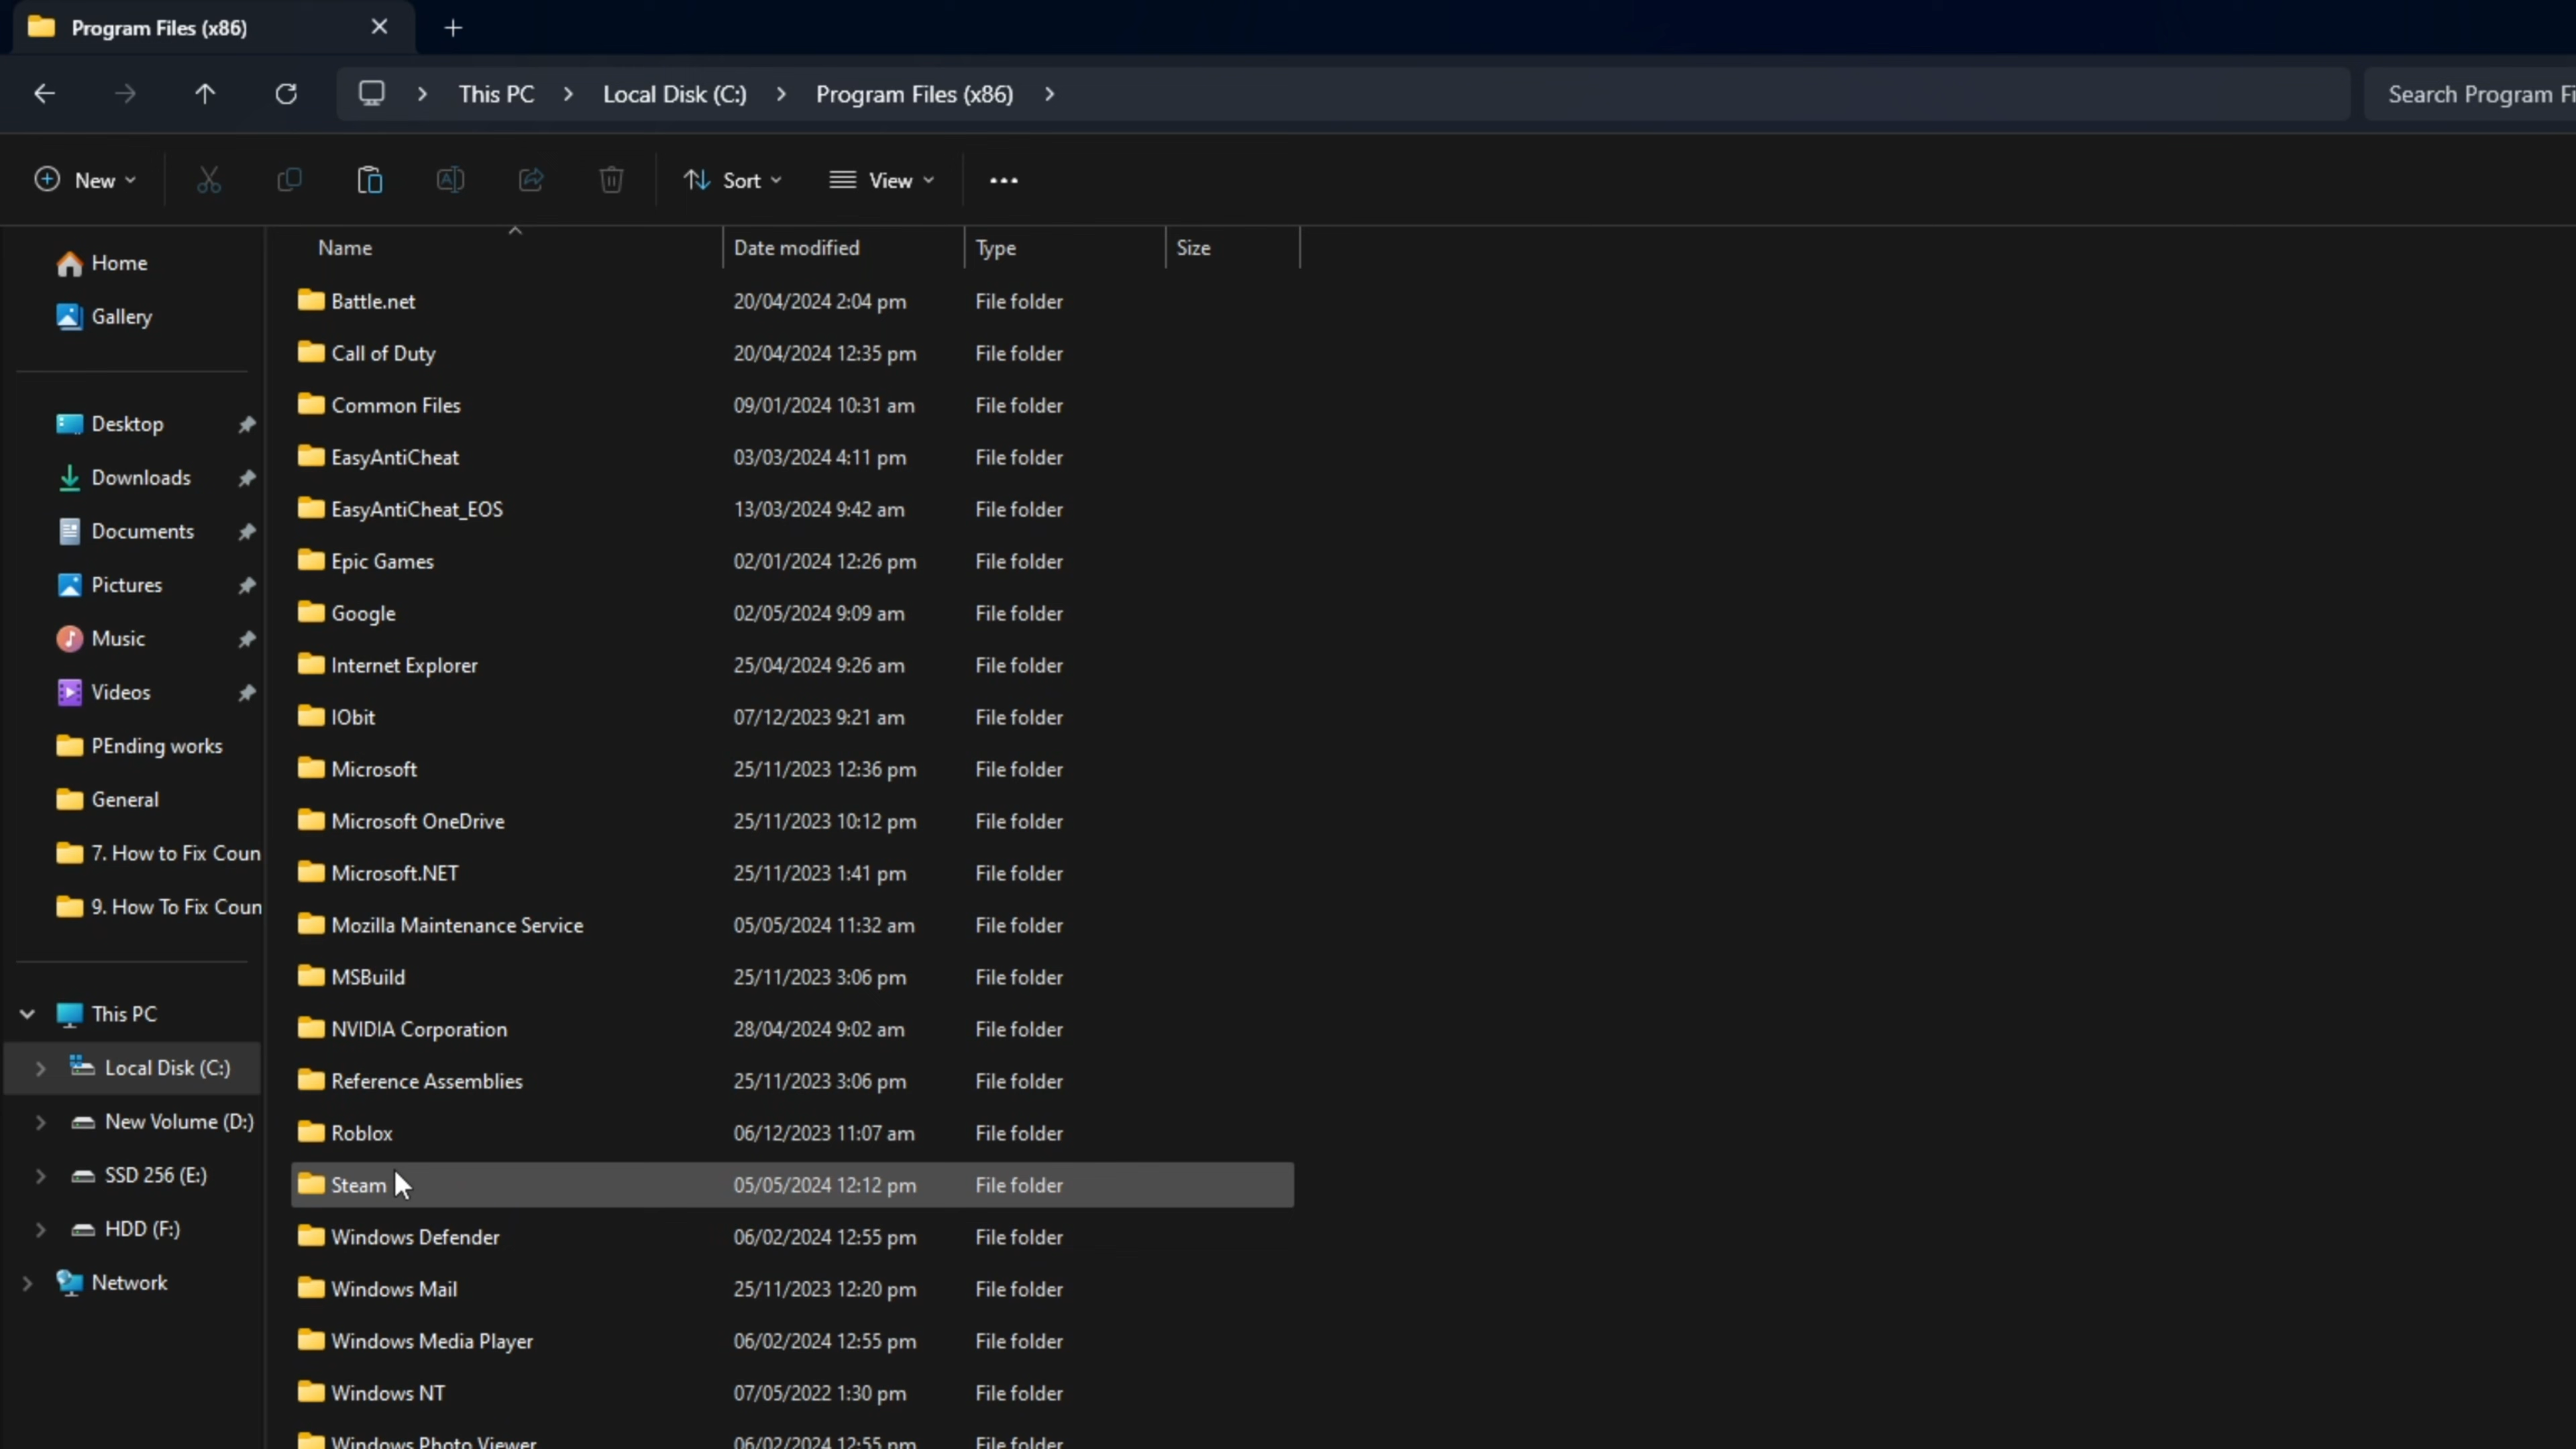 Program Files (x86)
This PC > Local Disk (C:) > Program Files (x86) >
Search Program Fi
New
Sort
View
Home
Gallery
Desktop
Downloads
Documents
Pictures
Music
Videos
PEnding works
General
7. How to Fix Coun
9. How To Fix Coun
This PC
Local Disk (C:)
New Volume (D:)
SSD 256 (E:)
HDD (F:)
Network
Name Date modified Type Size
Battle.net 20/04/2024 2:04 pm File folder
Call of Duty 20/04/2024 12:35 pm File folder
Common Files 09/01/2024 10:31 am File folder
EasyAntiCheat 03/03/2024 4:11 pm File folder
EasyAntiCheat_EOS 13/03/2024 9:42 am File folder
Epic Games 02/01/2024 12:26 pm File folder
Google 02/05/2024 9:09 am File folder
Internet Explorer 25/04/2024 9:26 am File folder
IObit 07/12/2023 9:21 am File folder
Microsoft 25/11/2023 12:36 pm File folder
Microsoft OneDrive 25/11/2023 10:12 pm File folder
Microsoft.NET 25/11/2023 1:41 pm File folder
Mozilla Maintenance Service 05/05/2024 11:32 am File folder
MSBuild 25/11/2023 3:06 pm File folder
NVIDIA Corporation 28/04/2024 9:02 am File folder
Reference Assemblies 25/11/2023 3:06 pm File folder
Roblox 06/12/2023 11:07 am File folder
Steam 05/05/2024 12:12 pm File folder
Windows Defender 06/02/2024 12:55 pm File folder
Windows Mail 25/11/2023 12:20 pm File folder
Windows Media Player 06/02/2024 12:55 pm File folder
Windows NT 07/05/2022 1:30 pm File folder
Windows Photo Viewer 06/02/2024 12:55 pm File folder